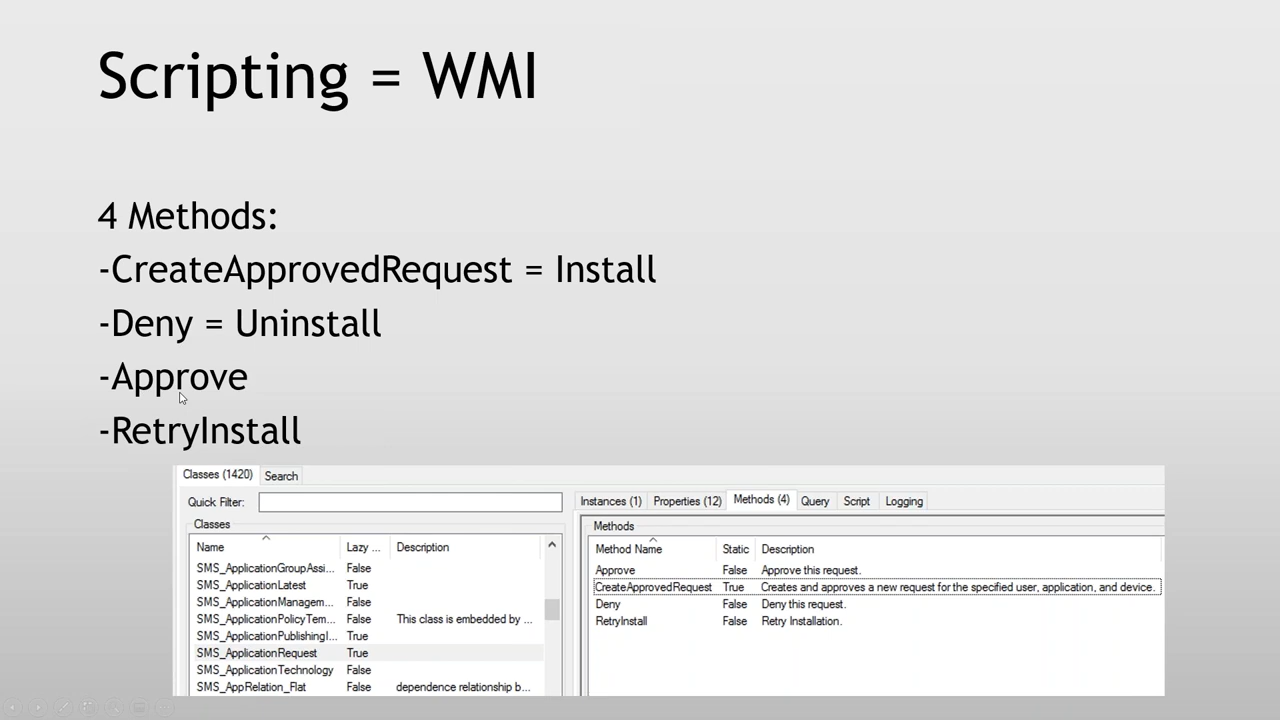 Scripting = WMI
4 Methods:
-CreateApprovedRequest = Install
-Deny = Uninstall
-Approve
-RetryInstall
Classes (1420) Search
Quick Filter:
Classes
Name Lazy ... Description
SMS_ApplicationGroupAssi... False
SMS_ApplicationLatest True
SMS_ApplicationManagem... False
SMS_ApplicationPolicyTem... False This class is embedded by ...
SMS_ApplicationPublishingI... True
SMS_ApplicationRequest True
SMS_ApplicationTechnology False
SMS_AppRelation_Flat False dependence relationship b...
Instances (1) Properties (12) Methods (4) Query Script Logging
Methods
Method Name Static Description
Approve False Approve this request.
CreateApprovedRequest True Creates and approves a new request for the specified user, application, and device.
Deny False Deny this request.
RetryInstall False Retry Installation.